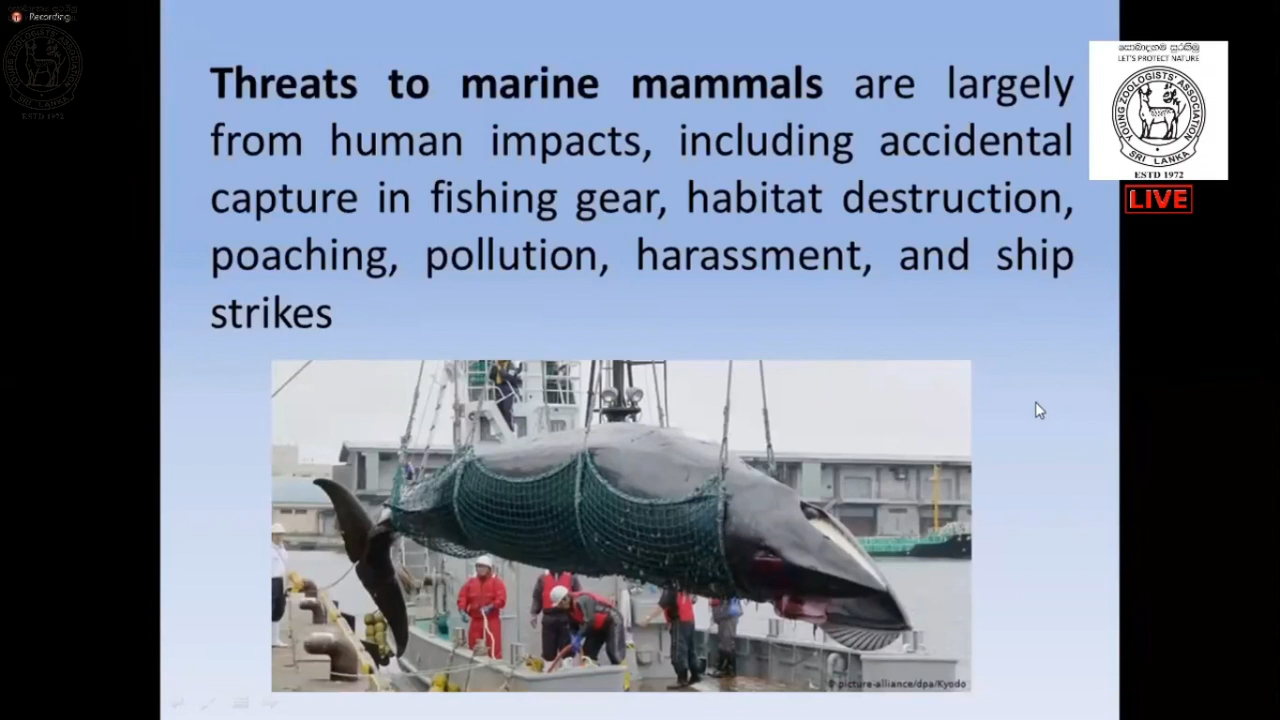 Recording
Threats to marine mammals are largely
from human impacts, including accidental
capture in fishing gear, habitat destruction,
poaching, pollution, harassment, and ship
strikes
picture-alliance/dpa/Kyodo
සොබාදහම සුරකිමු
LET'S PROTECT NATURE
YOUNG ZOOLOGISTS' ASSOCIATION
SRI LANKA
ESTD 1972
LIVE